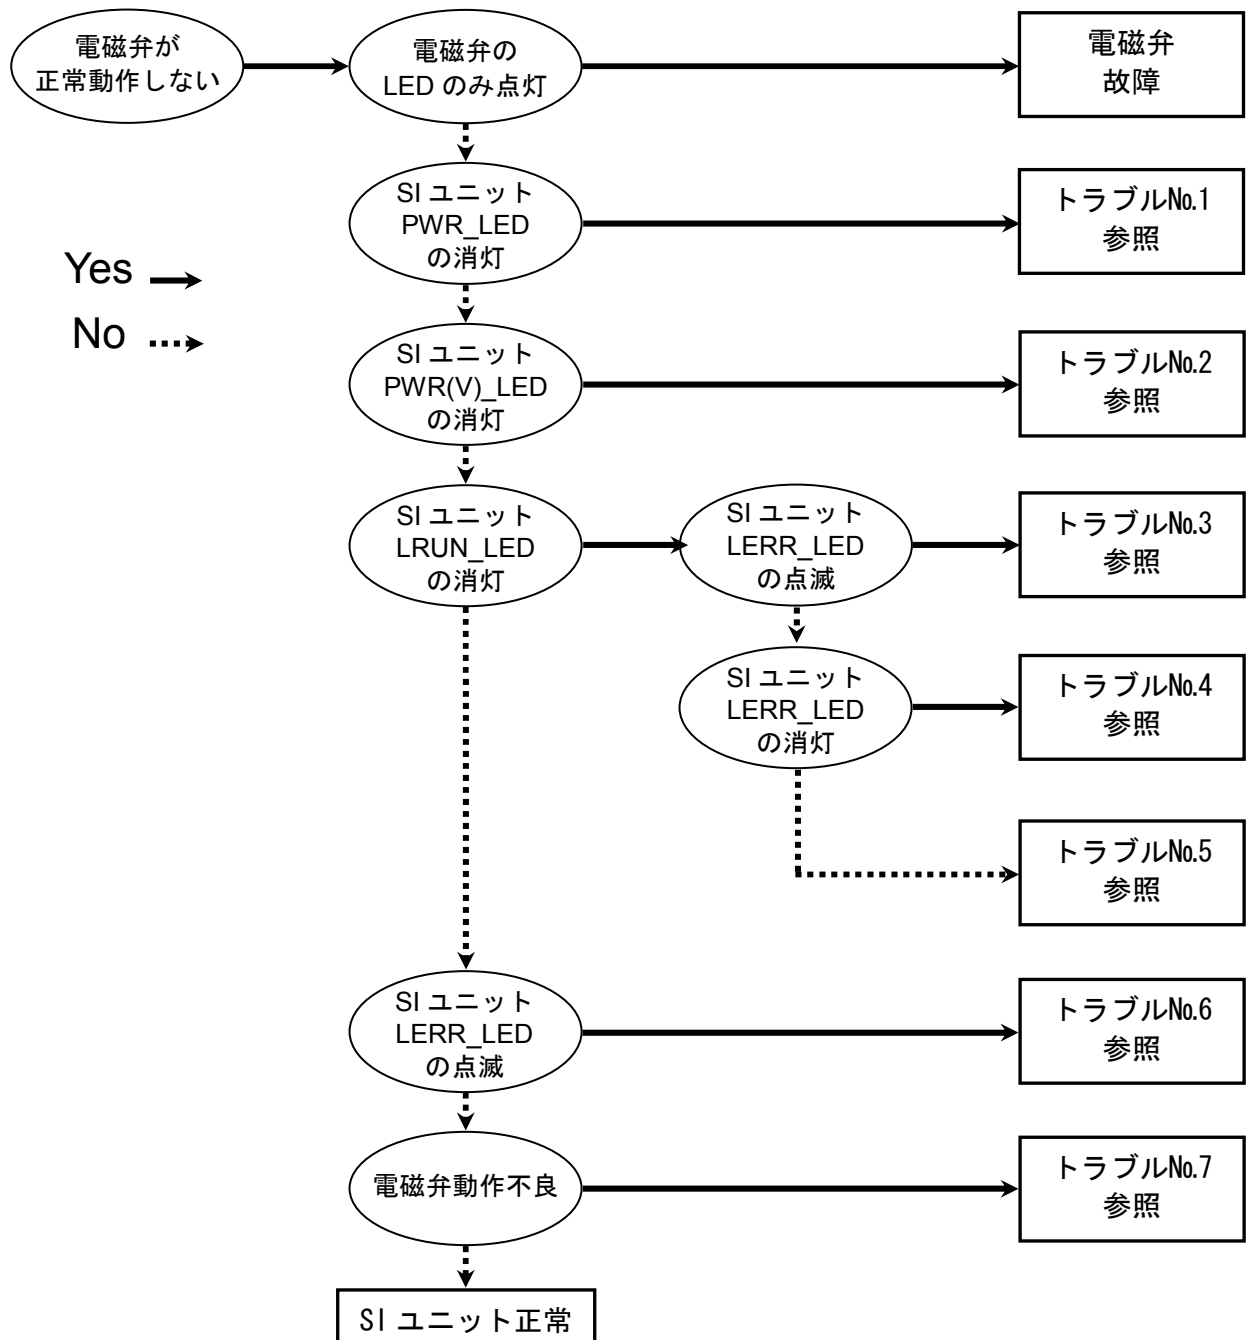 電磁弁が
正常動作しない
電磁弁の
LED のみ点灯
電磁弁
故障
SI ユニット
PWR_LED
の消灯
トラブル№1
参照
Yes
No
SI ユニット
PWR(V)_LED
の消灯
トラブル№2
参照
SI ユニット
LRUN_LED
の消灯
SI ユニット
LERR_LED
の点滅
トラブル№3
参照
SI ユニット
LERR_LED
の消灯
トラブル№4
参照
トラブル№5
参照
SI ユニット
LERR_LED
の点滅
トラブル№6
参照
電磁弁動作不良
トラブル№7
参照
SI ユニット正常